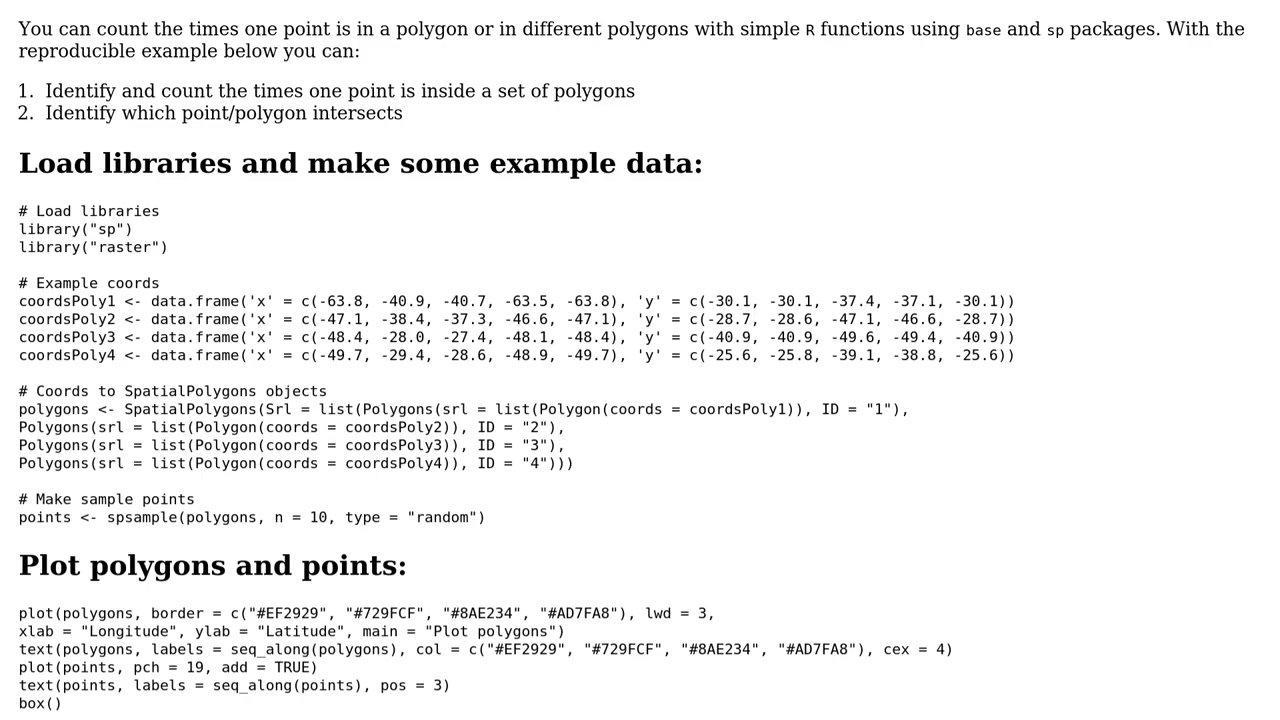 You can count the times one point is in a polygon or in different polygons with simple R functions using base and sp packages. With the
reproducible example below you can:
1. Identify and count the times one point is inside a set of polygons
2. Identify which point/polygon intersects
Load libraries and make some example data:
# Load libraries
library("sp")
library("raster")
# Example coords
coordsPoly1 <- data.frame('x' = c(-63.8, -40.9, -40.7, -63.5, -63.8), 'y' = c(-30.1, -30.1, -37.4, -37.1, -30.1))
coordsPoly2 <- data.frame('x' = c(-47.1, -38.4, -37.3, -46.6, -47.1), 'y' = c(-28.7, -28.6, -47.1, -46.6, -28.7))
coordsPoly3 <- data.frame('x' = c(-48.4, -28.0, -27.4, -48.1, -48.4), 'y' = c(-40.9, -40.9, -49.6, -49.4, -40.9))
coordsPoly4 <- data.frame('x' = c(-49.7, -29.4, -28.6, -48.9, -49.7), 'y' = c(-25.6, -25.8, -39.1, -38.8, -25.6))
# Coords to SpatialPolygons objects
polygons <- SpatialPolygons(Srl = list(Polygons(srl = list(Polygon(coords = coordsPoly1)), ID = "1"),
Polygons(srl = list(Polygon(coords = coordsPoly2)), ID = "2"),
Polygons(srl = list(Polygon(coords = coordsPoly3)), ID = "3"),
Polygons(srl = list(Polygon(coords = coordsPoly4)), ID = "4")))
# Make sample points
points <- spsample(polygons, n = 10, type = "random")
Plot polygons and points:
plot(polygons, border = c("#EF2929", "#729FCF", "#8AE234", "#AD7FA8"), lwd = 3,
xlab = "Longitude", ylab = "Latitude", main = "Plot polygons")
text(polygons, labels = seq_along(polygons), col = c("#EF2929", "#729FCF", "#8AE234", "#AD7FA8"), cex = 4)
plot(points, pch = 19, add = TRUE)
text(points, labels = seq_along(points), pos = 3)
box()